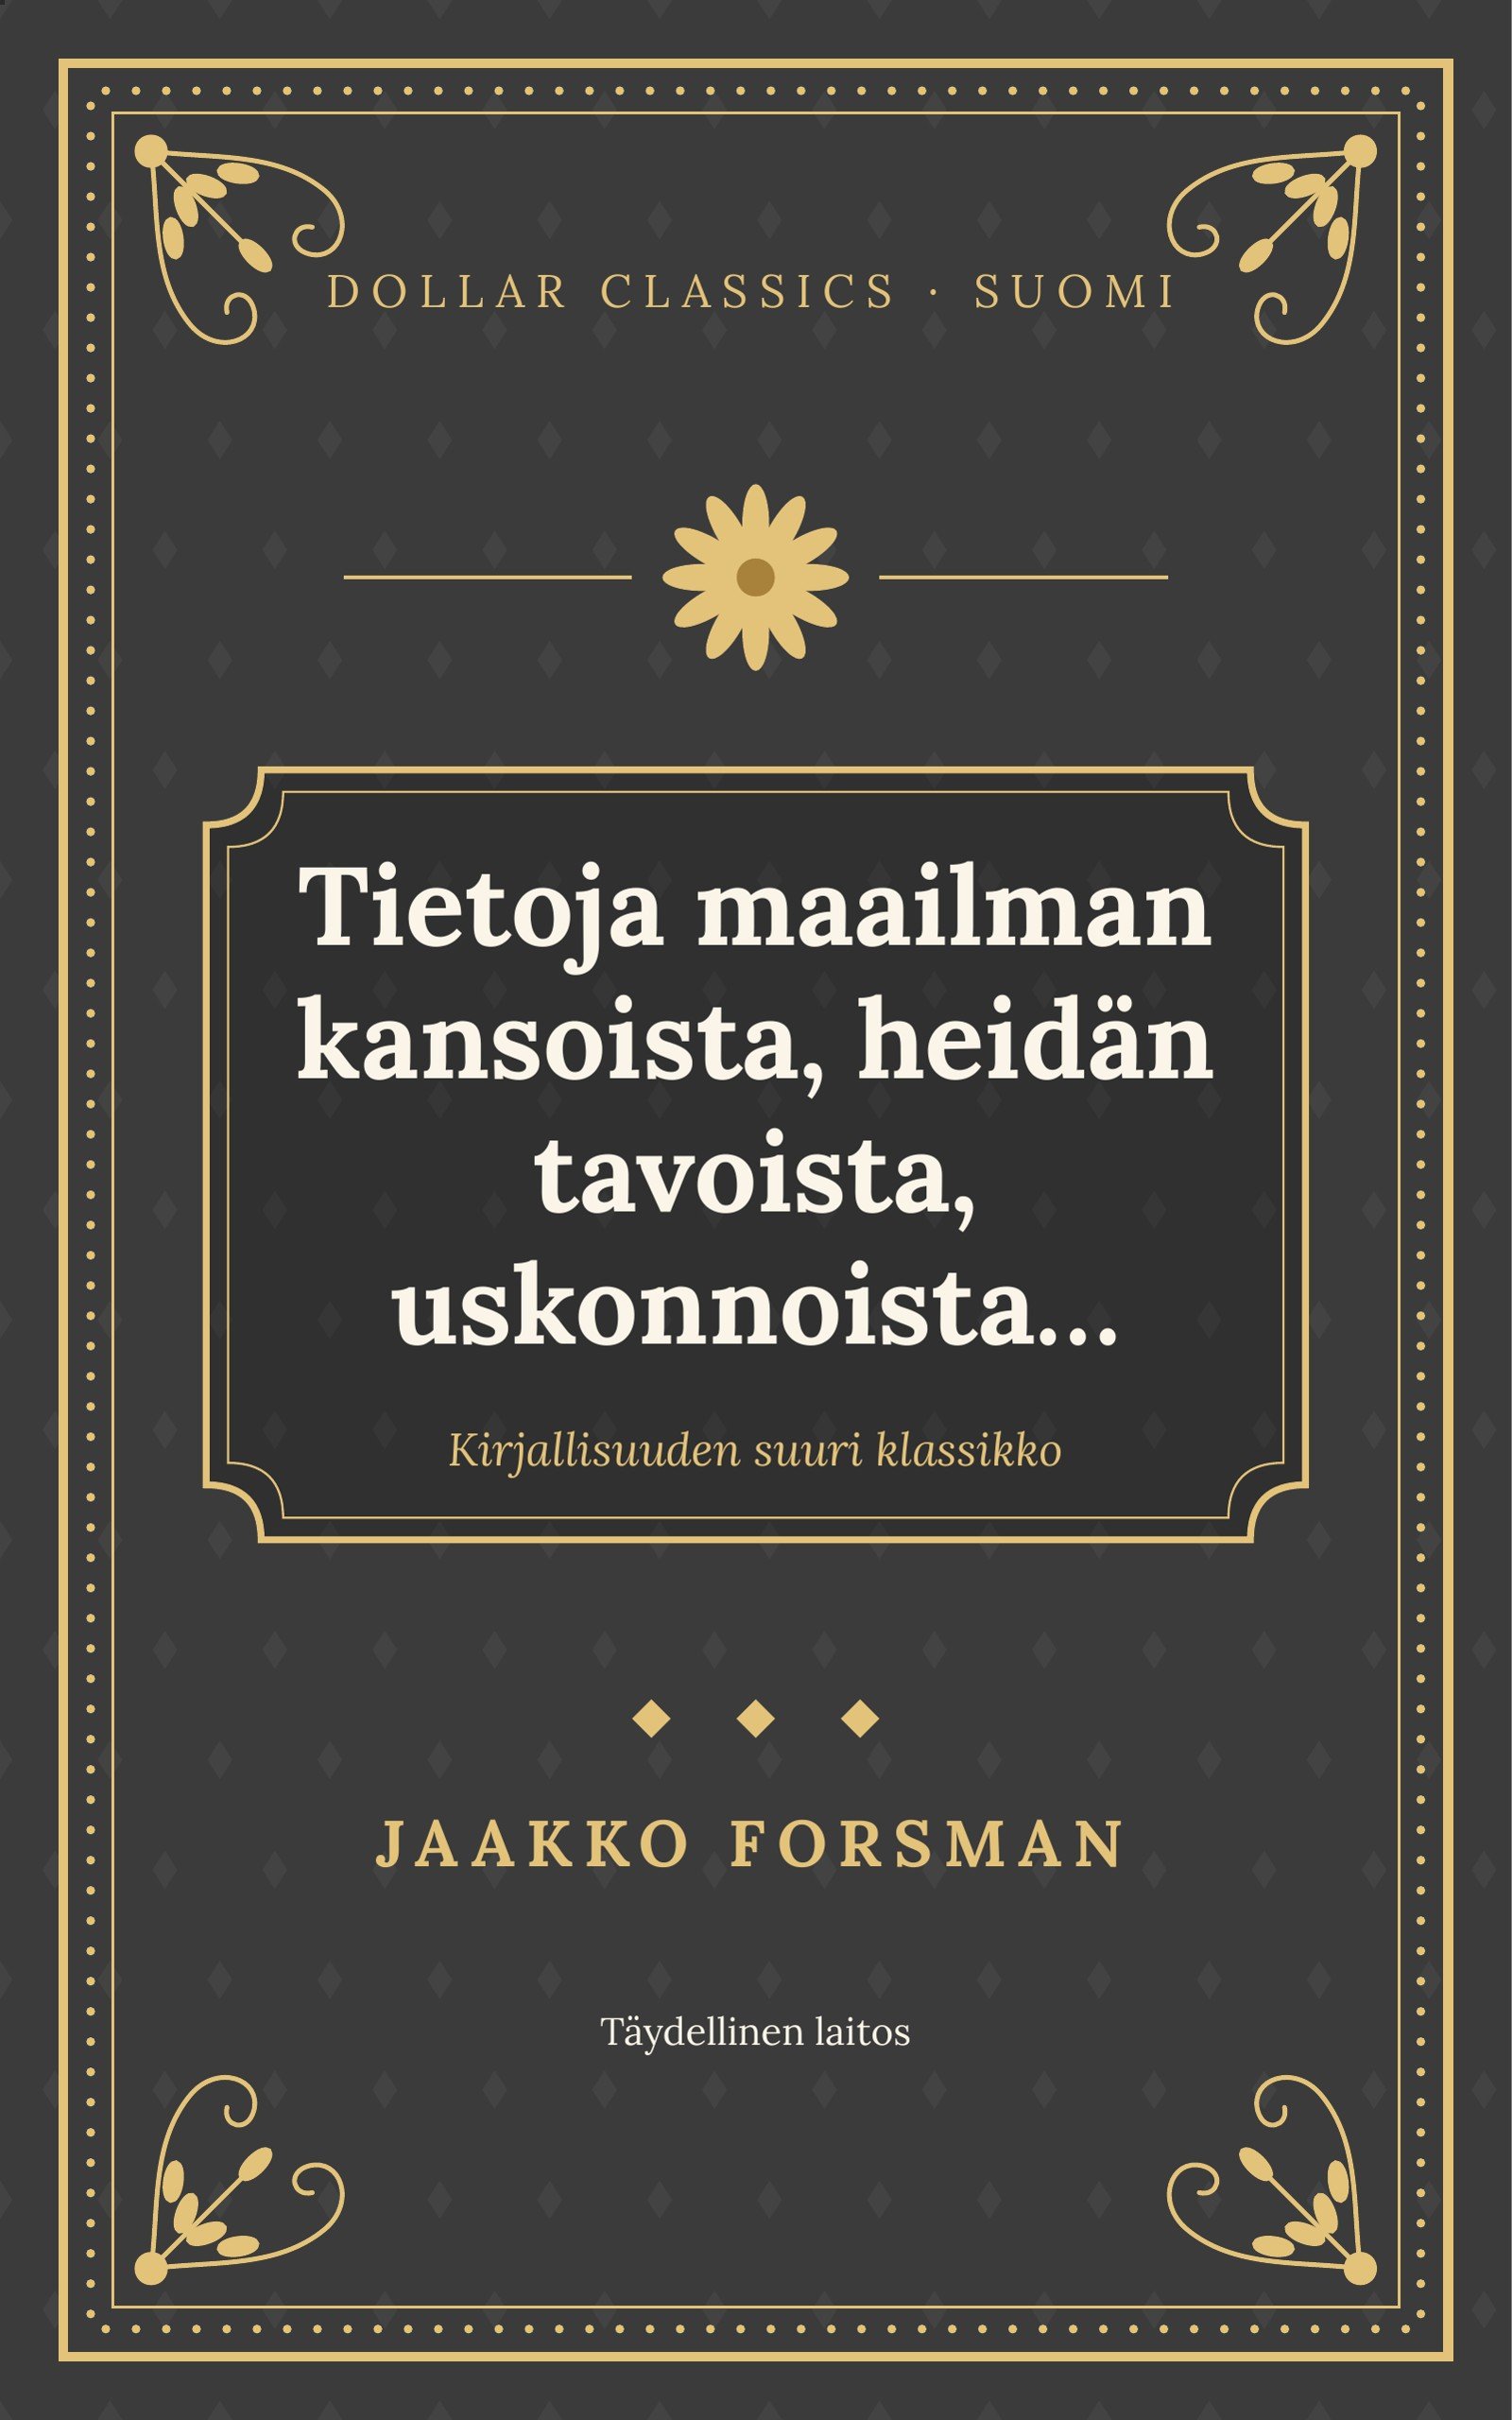 DOLLAR CLASSICS · SUOMI
Tietoja maailman
kansoista, heidän
tavoista,
uskonnoista...
Kirjallisuuden suuri klassikko
JAAKKO FORSMAN
Täydellinen laitos